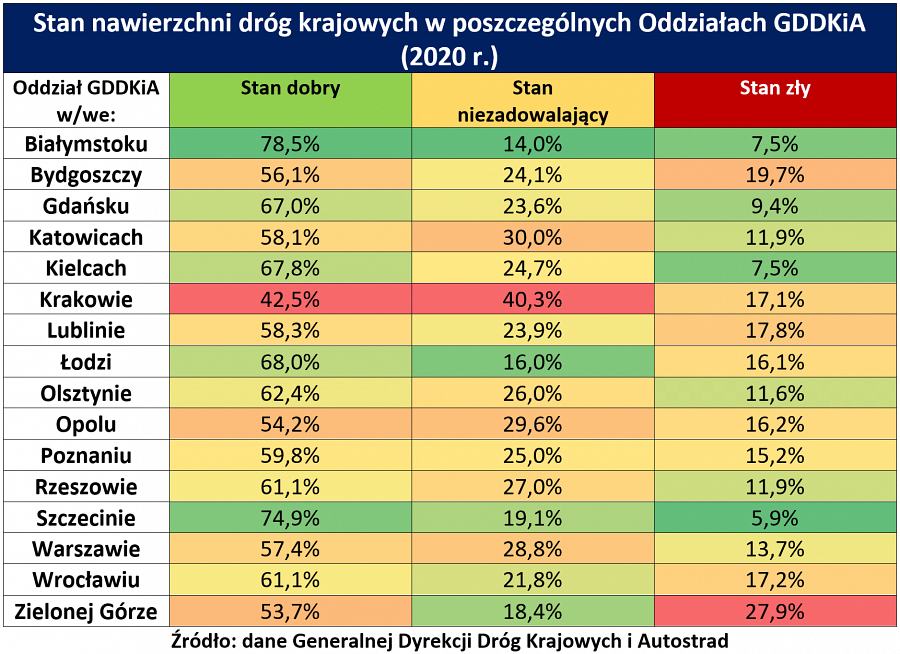 Stan nawierzchni dróg krajowych w poszczególnych Oddziałach GDDKiA
(2020 r.)
Oddział GDDKiA w/we: Stan dobry Stan niezadowalający Stan zły
Białymstoku 78,5% 14,0% 7,5%
Bydgoszczy 56,1% 24,1% 19,7%
Gdańsku 67,0% 23,6% 9,4%
Katowicach 58,1% 30,0% 11,9%
Kielcach 67,8% 24,7% 7,5%
Krakowie 42,5% 40,3% 17,1%
Lublinie 58,3% 23,9% 17,8%
Łodzi 68,0% 16,0% 16,1%
Olsztynie 62,4% 26,0% 11,6%
Opolu 54,2% 29,6% 16,2%
Poznaniu 59,8% 25,0% 15,2%
Rzeszowie 61,1% 27,0% 11,9%
Szczecinie 74,9% 19,1% 5,9%
Warszawie 57,4% 28,8% 13,7%
Wrocławiu 61,1% 21,8% 17,2%
Zielonej Górze 53,7% 18,4% 27,9%
Źródło: dane Generalnej Dyrekcji Dróg Krajowych i Autostrad